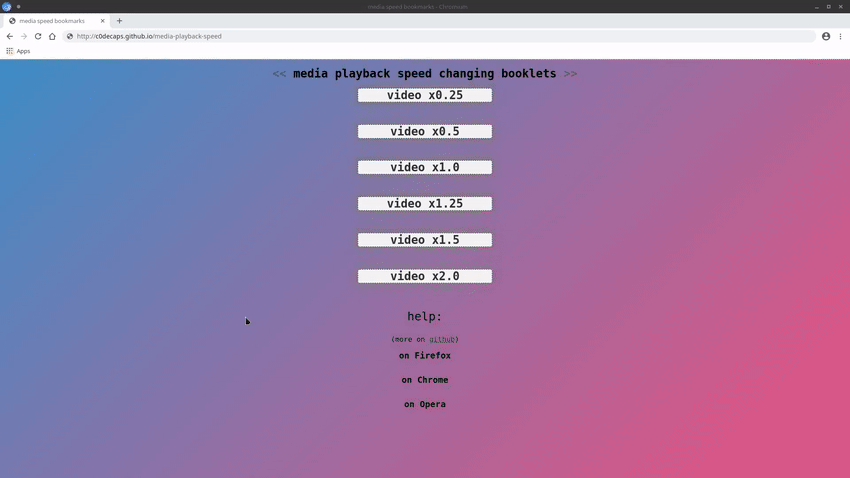 media speed bookmarks - Chromium
media speed bookmarks
http://c0decaps.github.io/media-playback-speed
Apps
<< media playback speed changing booklets >>
video x0.25
video x0.5
video x1.0
video x1.25
video x1.5
video x2.0
help:
(more on github)
on Firefox
on Chrome
on Opera